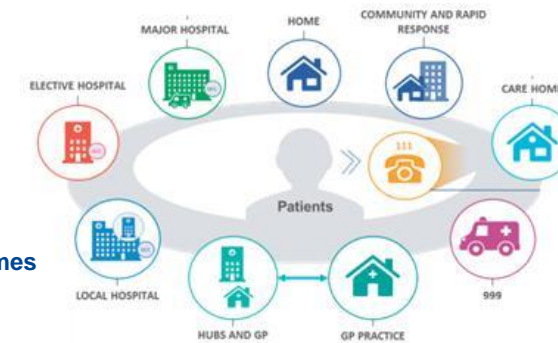 HOME
COMMUNITY AND RAPID
RESPONSE
MAJOR HOSPITAL
ELECTIVE HOSPITAL
CARE HOM
111
Patients
mes
LOCAL HOSPITAL
HUBS AND GP
GP PRACTICE
999